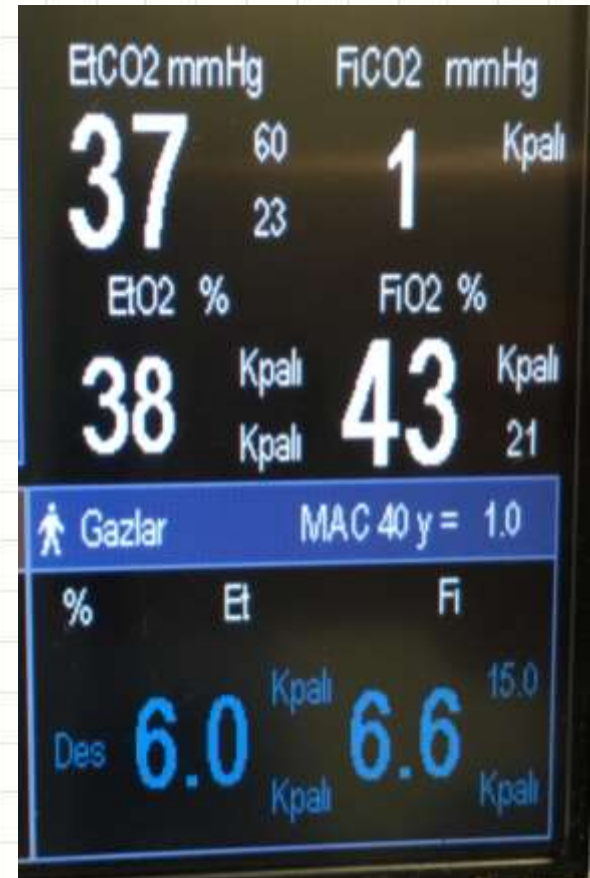 EtCO2 mmHg FiCO2 mmHg
37 60 23 1 Kpalı
EtO2 % FiO2 %
38 Kpalı Kpalı 43 Kpalı 21
Gazlar MAC 40 y = 1.0
% Et Fi
Des 6.0 Kpalı Kpalı 6.6 15.0 Kpalı